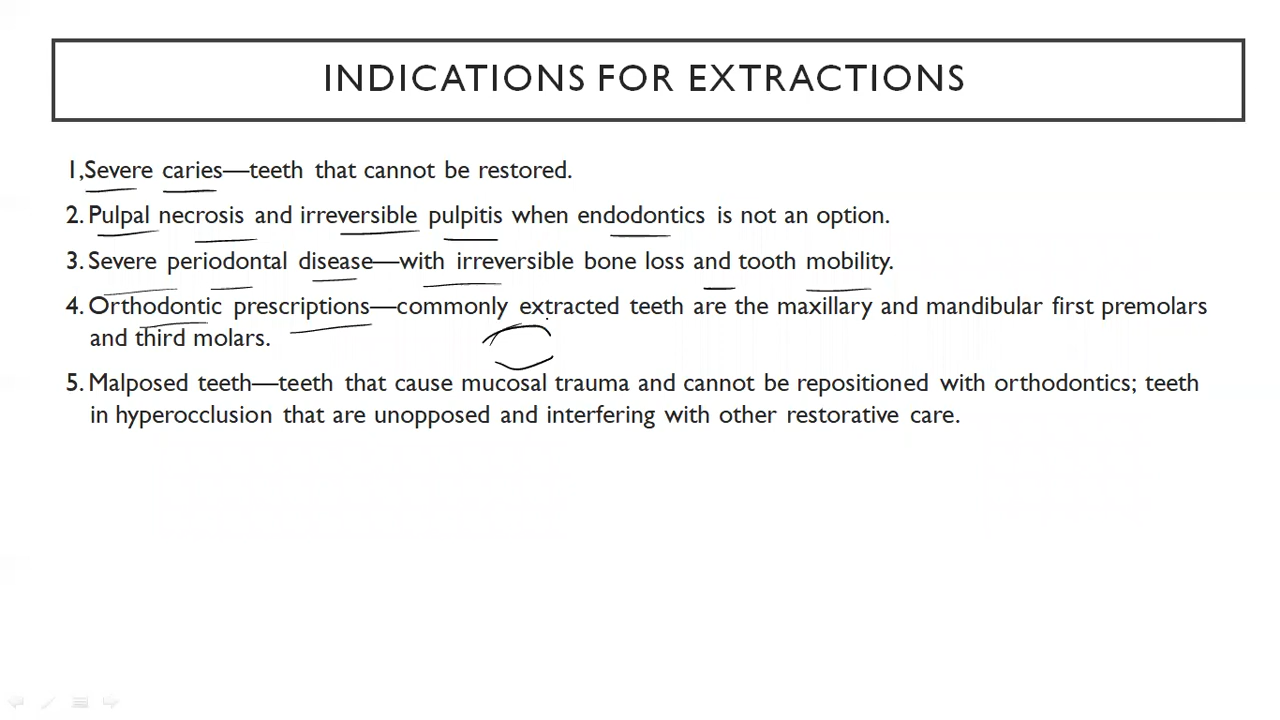 INDICATIONS FOR EXTRACTIONS
1,Severe caries—teeth that cannot be restored.
2. Pulpal necrosis and irreversible pulpitis when endodontics is not an option.
3. Severe periodontal disease—with irreversible bone loss and tooth mobility.
4. Orthodontic prescriptions—commonly extracted teeth are the maxillary and mandibular first premolars
and third molars.
5. Malposed teeth—teeth that cause mucosal trauma and cannot be repositioned with orthodontics; teeth
in hyperocclusion that are unopposed and interfering with other restorative care.